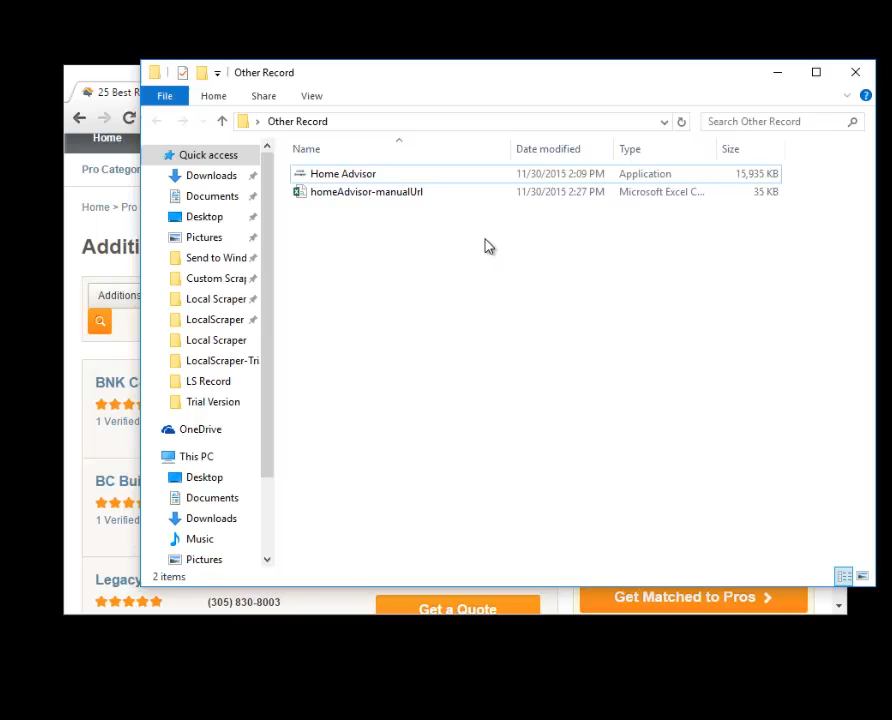 Other Record
File Home Share View
Other Record
Search Other Record
Name Date modified Type Size
Home Advisor 11/30/2015 2:09 PM Application 15,935 KB
homeAdvisor-manualUrl 11/30/2015 2:27 PM Microsoft Excel C... 35 KB
Quick access
Downloads
Documents
Desktop
Pictures
Send to Wind
Custom Scrap
Local Scraper
LocalScraper
Local Scraper
LocalScraper-Tri
LS Record
Trial Version
OneDrive
This PC
Desktop
Documents
Downloads
Music
Pictures
2 items
25 Best R
Home
Pro Categor
Home > Pro
Additi
Additions
BNK C
1 Verified
BC Bui
1 Verified
Legacy
(305) 830-8003
Get a Quote
Get Matched to Pros